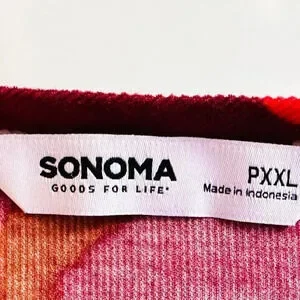 SONOMA
GOODS FOR LIFE®
PXXL
Made in Indonesia